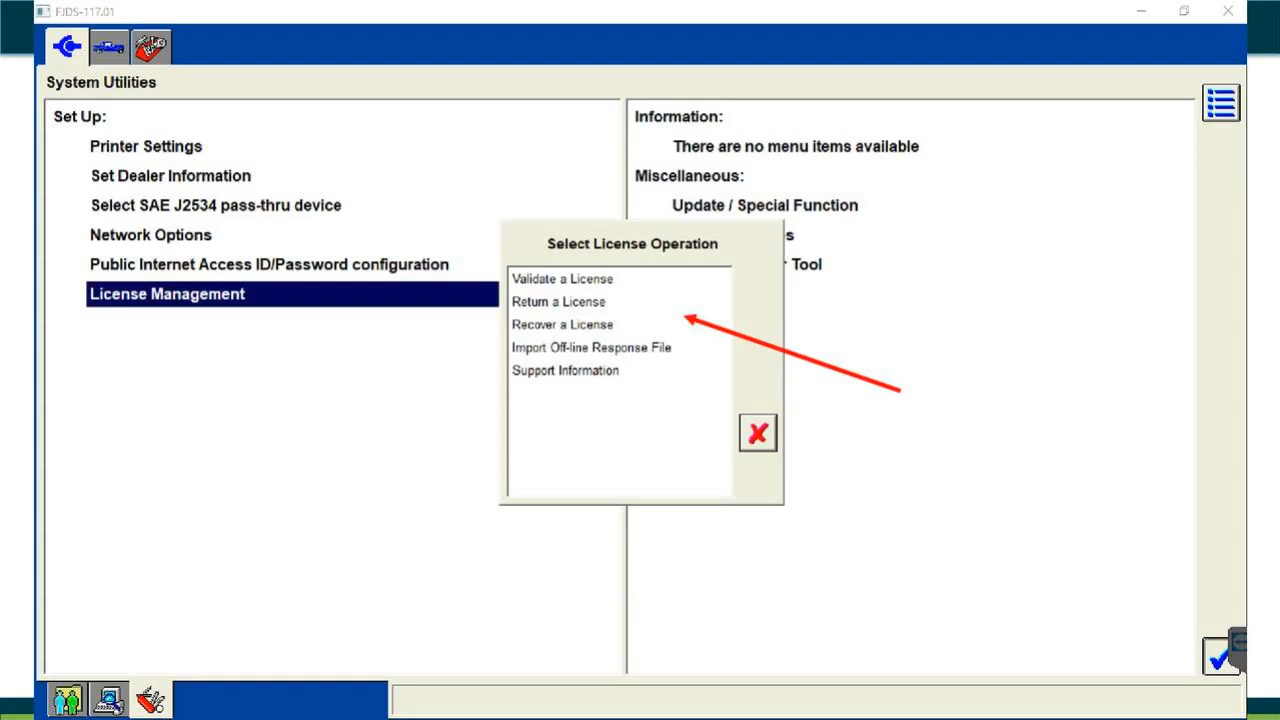 FJDS-117.01
System Utilities
Set Up:
Printer Settings
Set Dealer Information
Select SAE J2534 pass-thru device
Network Options
Public Internet Access ID/Password configuration
License Management
Information:
There are no menu items available
Miscellaneous:
Update / Special Function
s
Tool
Select License Operation
Validate a License
Return a License
Recover a License
Import Off-line Response File
Support Information